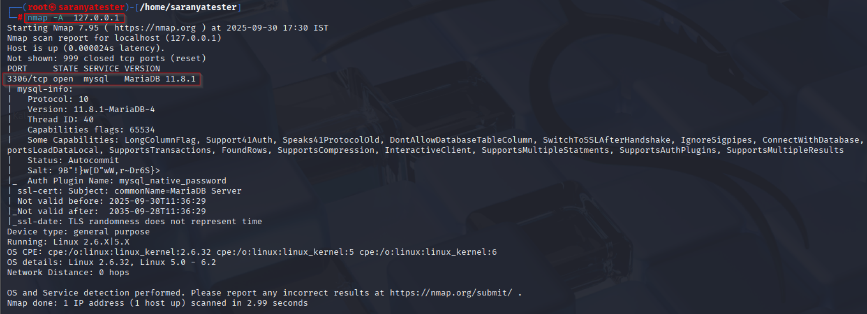 ┌──(root㉿saranyatester)-[/home/saranyatester]
└─# nmap -A 127.0.0.1
Starting Nmap 7.95 ( https://nmap.org ) at 2025-09-30 17:30 IST
Nmap scan report for localhost (127.0.0.1)
Host is up (0.000024s latency).
Not shown: 999 closed tcp ports (reset)
PORT     STATE SERVICE VERSION
3306/tcp open  mysql   MariaDB 11.8.1
| mysql-info:
|   Protocol: 10
|   Version: 11.8.1-MariaDB-4
|   Thread ID: 40
|   Capabilities flags: 65534
|   Some Capabilities: LongColumnFlag, Support41Auth, Speaks41ProtocolOld, DontAllowDatabaseTableColumn, SwitchToSSLAfterHandshake, IgnoreSigpipes, ConnectWithDatabase,
portsLoadDataLocal, SupportsTransactions, FoundRows, SupportsCompression, InteractiveClient, SupportsMultipleStatments, SupportsAuthPlugins, SupportsMultipleResults
|   Status: Autocommit
|   Salt:
|_  Auth Plugin Name: mysql_native_password
| ssl-cert: Subject: commonName=MariaDB Server
| Not valid before: 2025-09-30T11:36:29
|_Not valid after:  2035-09-28T11:36:29
|_ssl-date: TLS randomness does not represent time
Device type: general purpose
Running: Linux 2.6.X|5.X
OS CPE: cpe:/o:linux:linux_kernel:2.6.32 cpe:/o:linux:linux_kernel:5 cpe:/o:linux:linux_kernel:6
OS details: Linux 2.6.32, Linux 5.0 - 6.2
Network Distance: 0 hops
OS and Service detection performed. Please report any incorrect results at https://nmap.org/submit/ .
Nmap done: 1 IP address (1 host up) scanned in 2.99 seconds